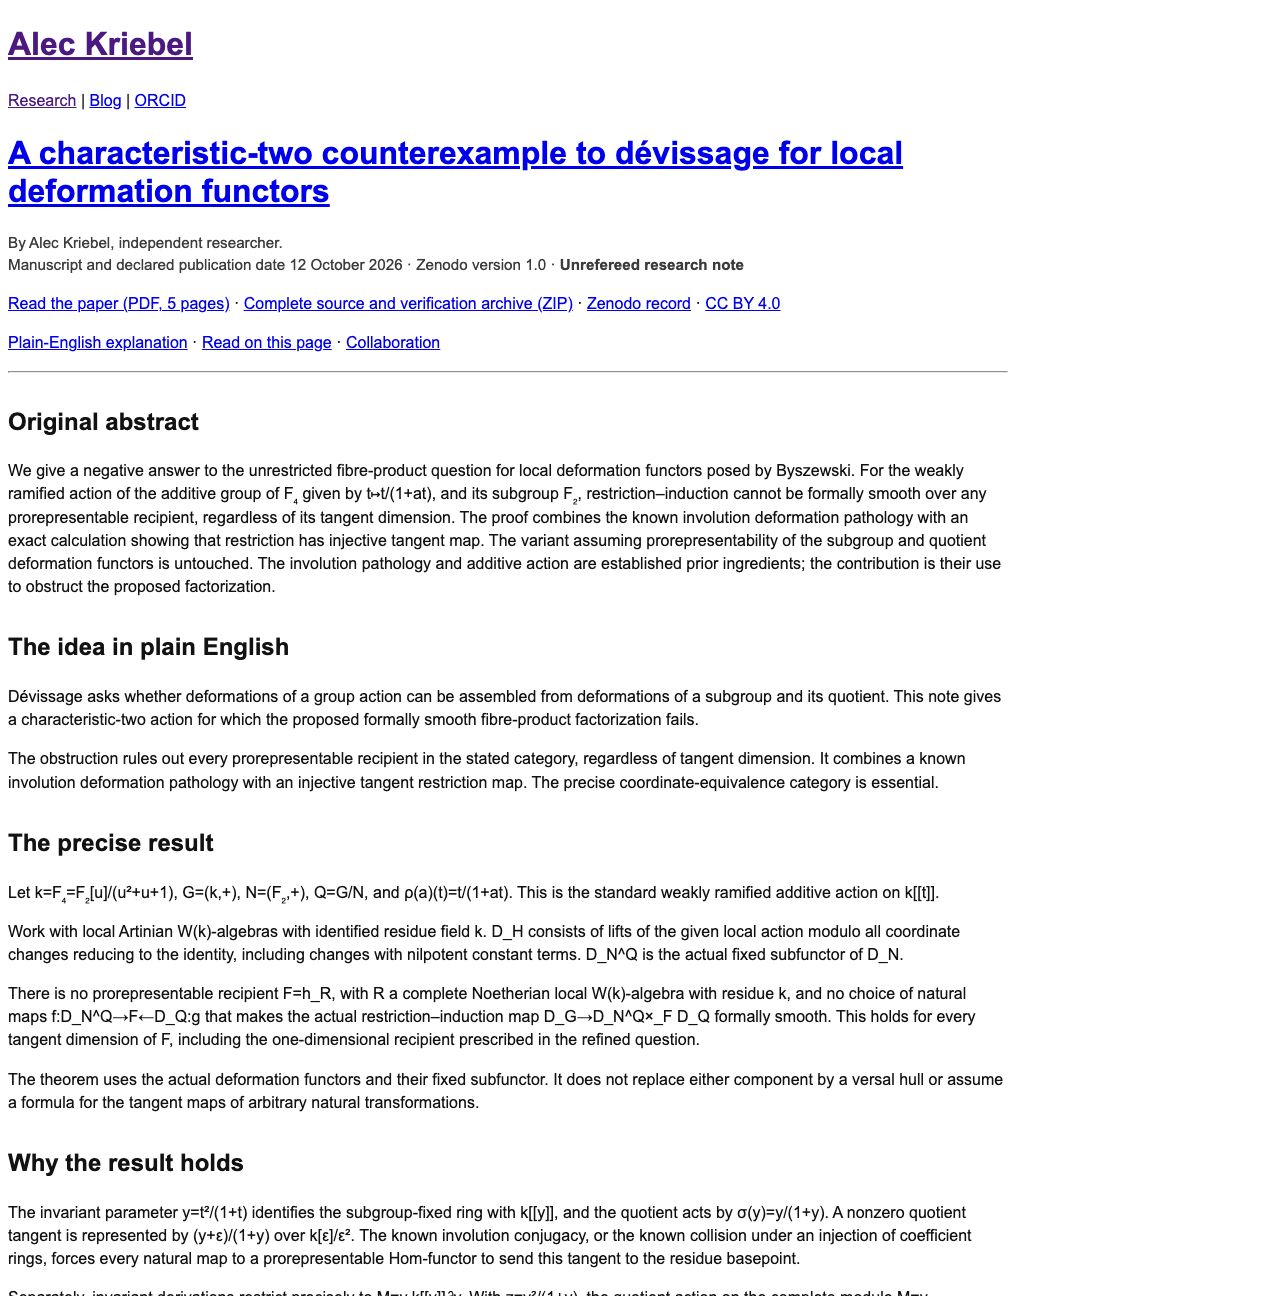 Alec Kriebel
Research | Blog | ORCID
A characteristic-two counterexample to dévissage for local
deformation functors
By Alec Kriebel, independent researcher.
Manuscript and declared publication date 12 October 2026 · Zenodo version 1.0 · Unrefereed research note
Read the paper (PDF, 5 pages) · Complete source and verification archive (ZIP) · Zenodo record · CC BY 4.0
Plain-English explanation · Read on this page · Collaboration
Original abstract
We give a negative answer to the unrestricted fibre-product question for local deformation functors posed by Byszewski. For the weakly
ramified action of the additive group of F₄ given by t↦t/(1+at), and its subgroup F₂, restriction–induction cannot be formally smooth over any
prorepresentable recipient, regardless of its tangent dimension. The proof combines the known involution deformation pathology with an
exact calculation showing that restriction has injective tangent map. The variant assuming prorepresentability of the subgroup and quotient
deformation functors is untouched. The involution pathology and additive action are established prior ingredients; the contribution is their use
to obstruct the proposed factorization.
The idea in plain English
Dévissage asks whether deformations of a group action can be assembled from deformations of a subgroup and its quotient. This note gives
a characteristic-two action for which the proposed formally smooth fibre-product factorization fails.
The obstruction rules out every prorepresentable recipient in the stated category, regardless of tangent dimension. It combines a known
involution deformation pathology with an injective tangent restriction map. The precise coordinate-equivalence category is essential.
The precise result
Let k=F₄=F₂[u]/(u²+u+1), G=(k,+), N=(F₂,+), Q=G/N, and ρ(a)(t)=t/(1+at). This is the standard weakly ramified additive action on k[[t]].
Work with local Artinian W(k)-algebras with identified residue field k. D_H consists of lifts of the given local action modulo all coordinate
changes reducing to the identity, including changes with nilpotent constant terms. D_N^Q is the actual fixed subfunctor of D_N.
There is no prorepresentable recipient F=h_R, with R a complete Noetherian local W(k)-algebra with residue k, and no choice of natural
maps f:D_N^Q→F←D_Q:g that makes the actual restriction–induction map D_G→D_N^Q×_F D_Q formally smooth. This holds for every
tangent dimension of F, including the one-dimensional recipient prescribed in the refined question.
The theorem uses the actual deformation functors and their fixed subfunctor. It does not replace either component by a versal hull or assume
a formula for the tangent maps of arbitrary natural transformations.
Why the result holds
The invariant parameter y=t²/(1+t) identifies the subgroup-fixed ring with k[[y]], and the quotient acts by σ(y)=y/(1+y). A nonzero quotient
tangent is represented by (y+ε)/(1+y) over k[ε]/ε². The known involution conjugacy, or the known collision under an injection of coefficient
rings, forces every natural map to a prorepresentable Hom-functor to send this tangent to the residue basepoint.